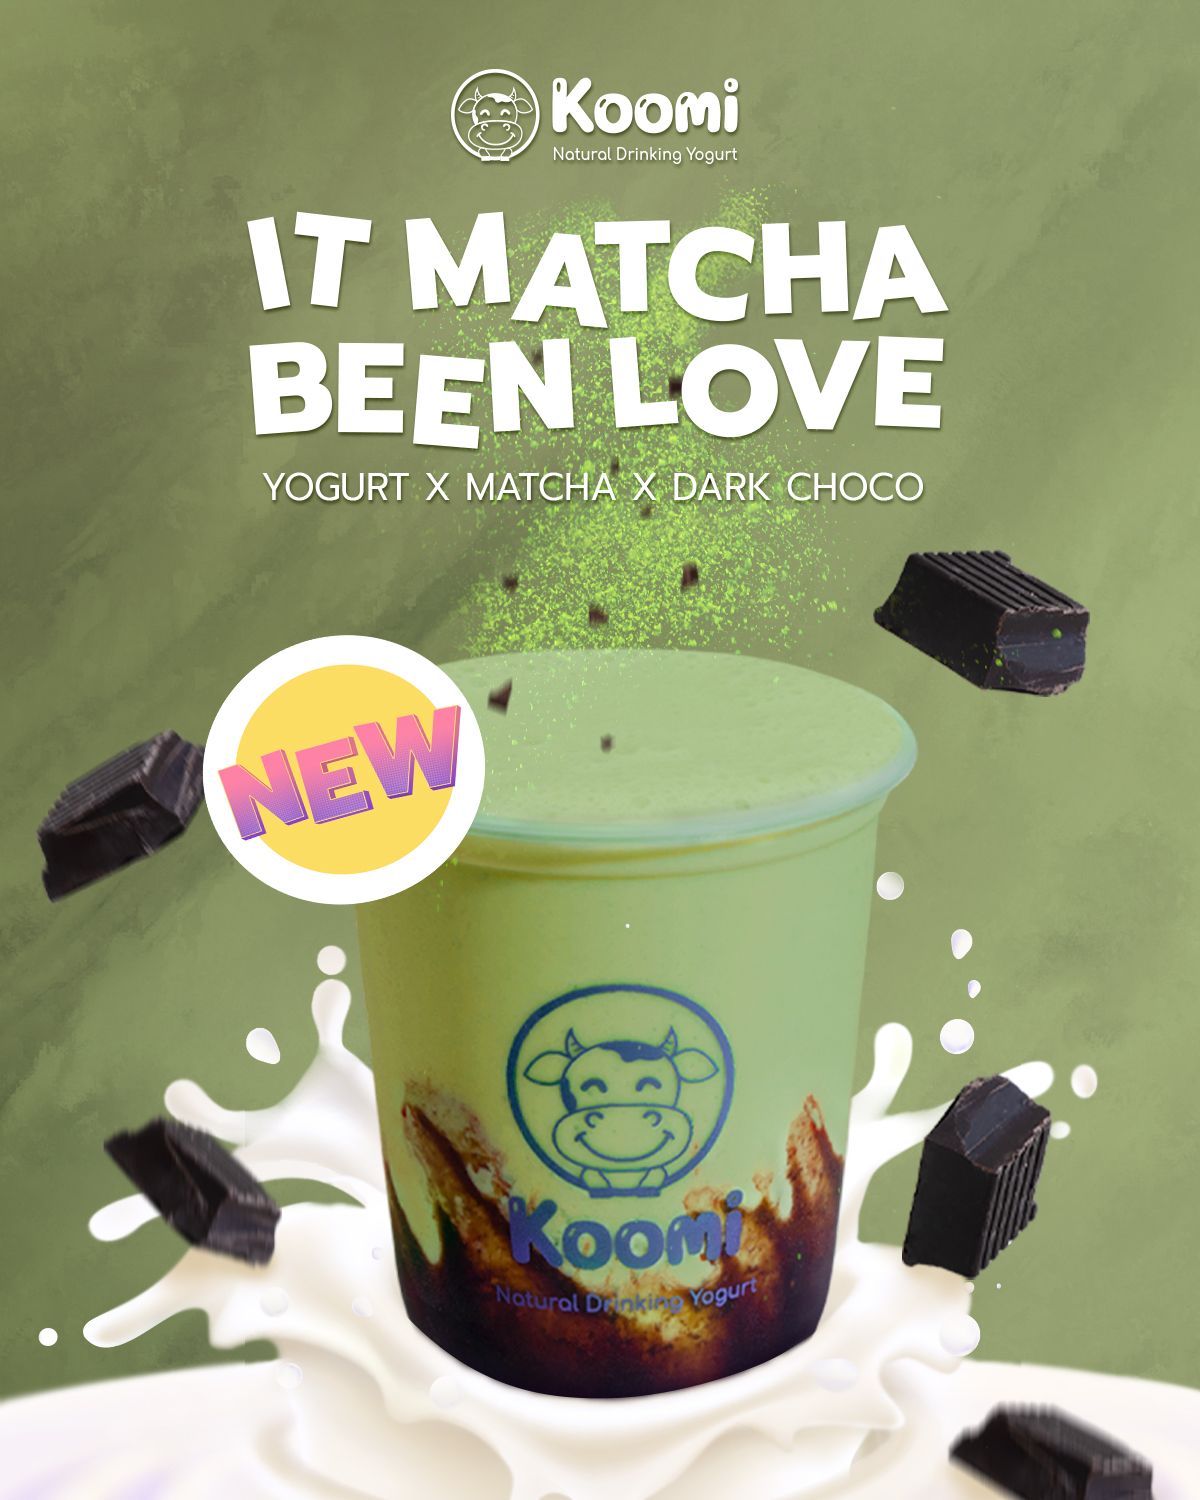 Koomi
Natural Drinking Yogurt
IT MATCHA
BEEN LOVE
YOGURT X MATCHA X DARK CHOCO
NEW
Koomi
Natural Drinking Yogurt